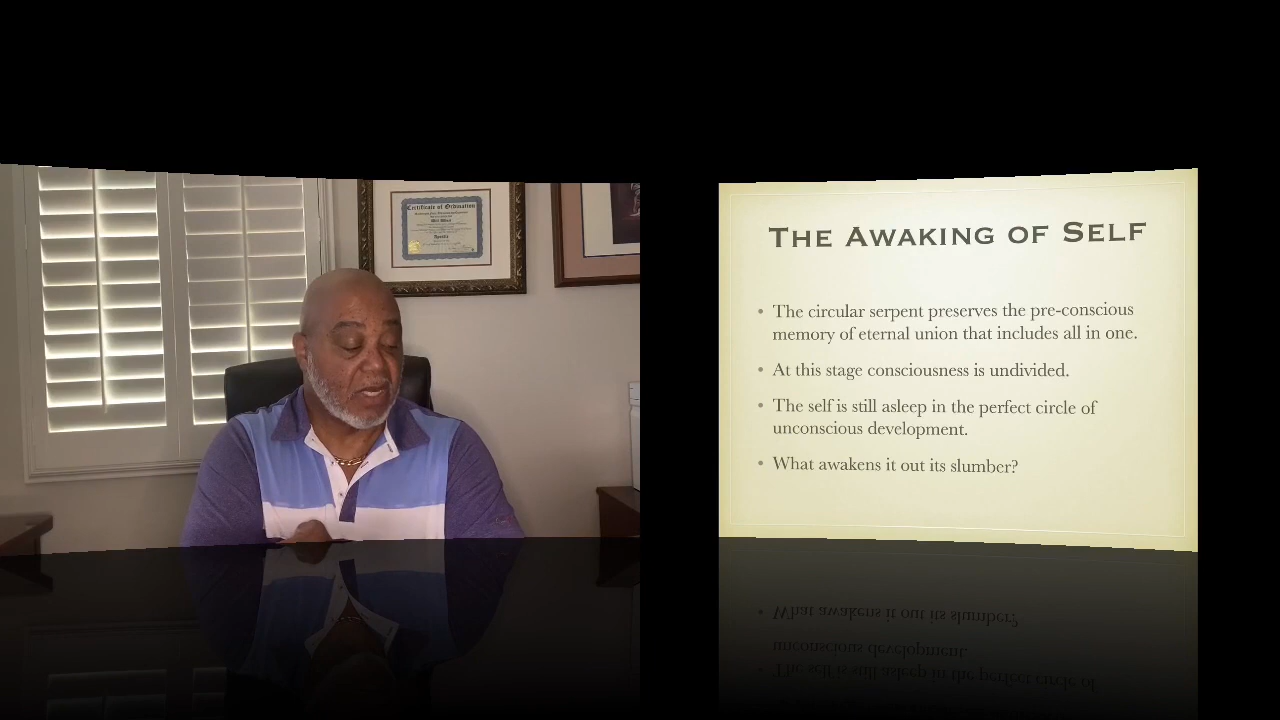 Certificate of Ordination
THE AWAKING OF SELF
• The circular serpent preserves the pre-conscious
memory of eternal union that includes all in one.
• At this stage consciousness is undivided.
• The self is still asleep in the perfect circle of
unconscious development.
• What awakens it out its slumber?